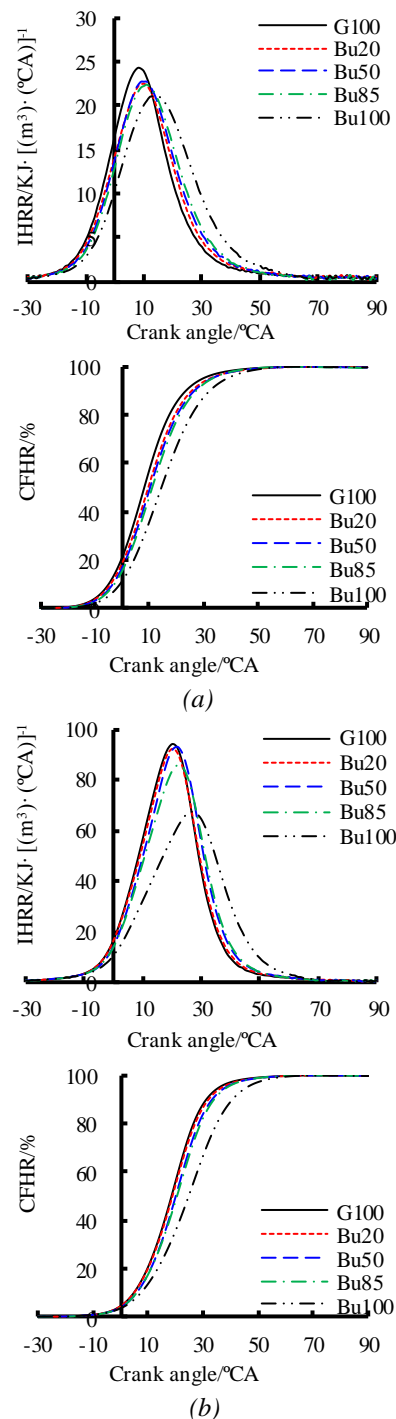 30
25
20
15
10
5
0
IHRR/KJ· [(m³)· (ºCA)]⁻¹
G100
Bu20
Bu50
Bu85
Bu100
-30 -10 10 30 50 70 90
Crank angle/ºCA
100
80
60
40
20
0
CFHR/%
G100
Bu20
Bu50
Bu85
Bu100
-30 -10 10 30 50 70 90
Crank angle/ºCA
(a)
100
80
60
40
20
0
IHRR/KJ· [(m³)· (ºCA)]⁻¹
G100
Bu20
Bu50
Bu85
Bu100
-30 -10 10 30 50 70 90
Crank angle/ºCA
100
80
60
40
20
0
CFHR/%
G100
Bu20
Bu50
Bu85
Bu100
-30 -10 10 30 50 70 90
Crank angle/ºCA
(b)